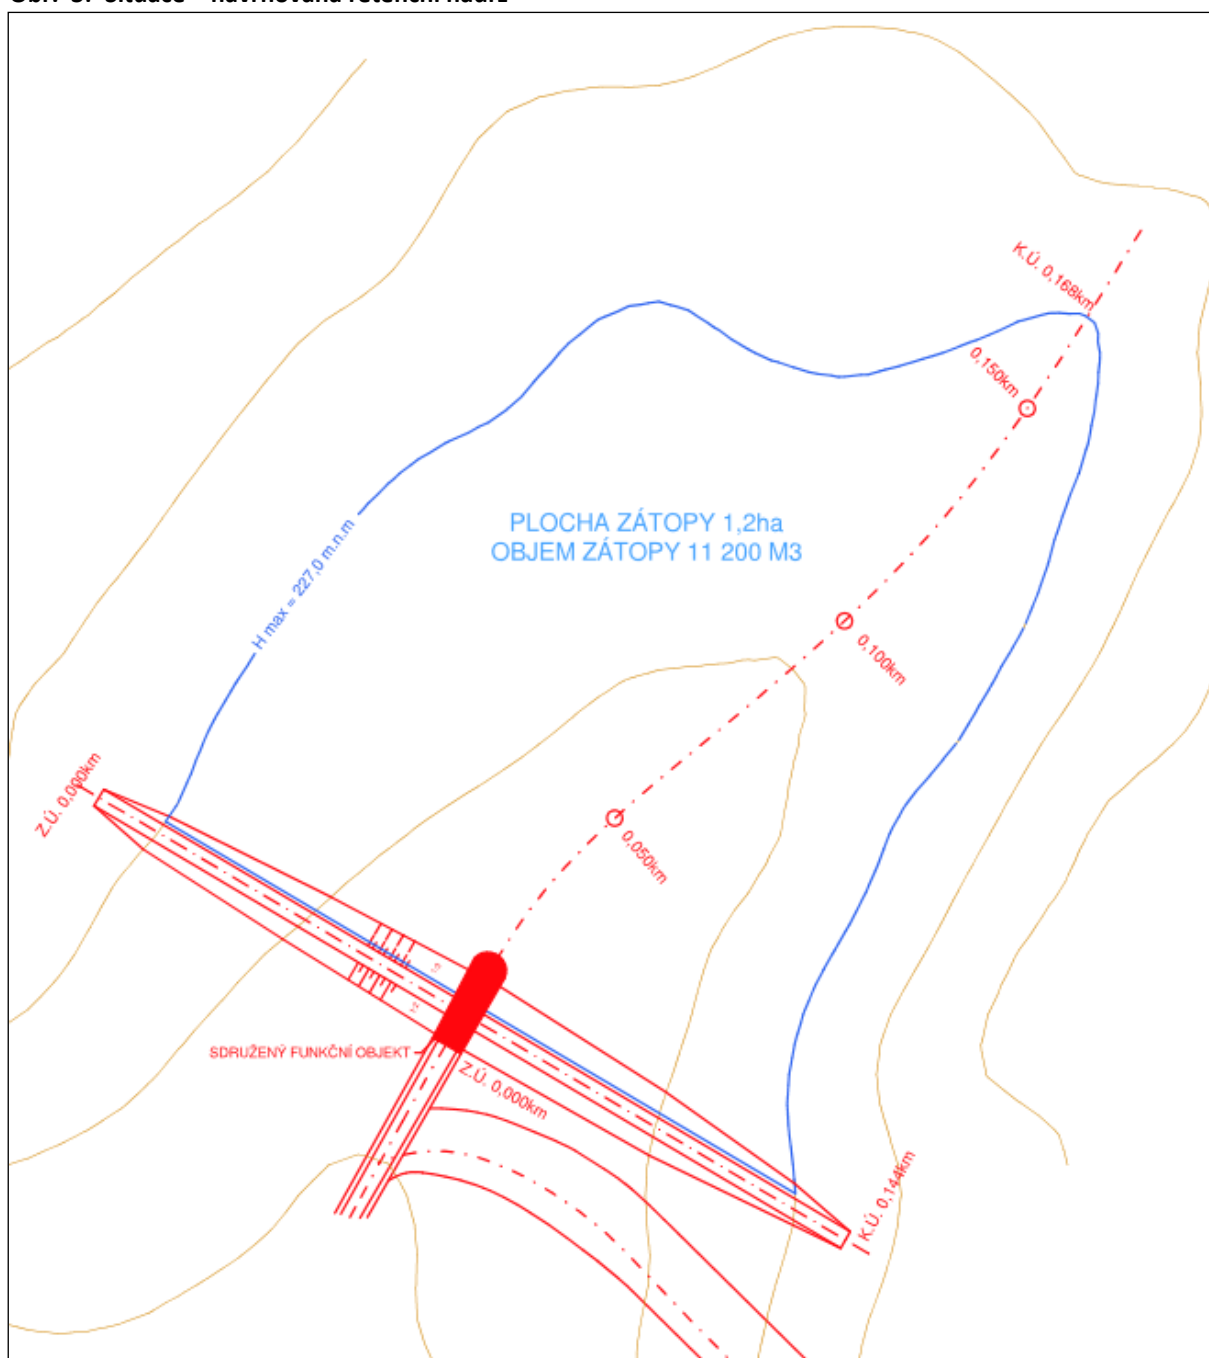 K.Ú. 0,168km
0,150km
PLOCHA ZÁTOPY 1,2ha
OBJEM ZÁTOPY 11 200 M3
H max = 227,0 m.n.m
0,100km
Z.Ú. 0,000km
0,050km
SDRUŽENÝ FUNKČNÍ OBJEKT
Z.Ú. 0,000km
K.Ú. 0,144km